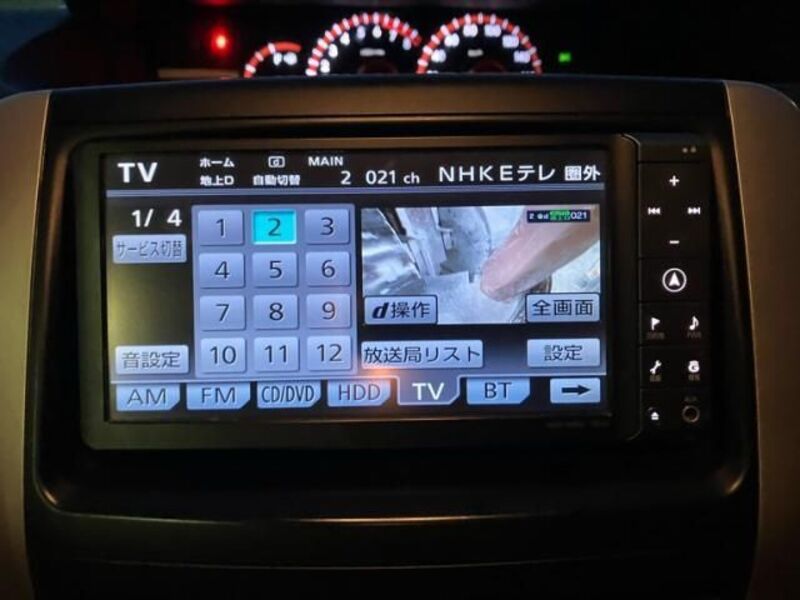 TV
ホーム d MAIN
地上D 自動切替 2 021 ch NHKEテレ 圏外
1/ 4
サービス切替
1 2 3
4 5 6
7 8 9
10 11 12
音設定
021
d操作
全画面
放送局リスト
設定
AM FM CD/DVD HDD TV BT
+
−
AUX